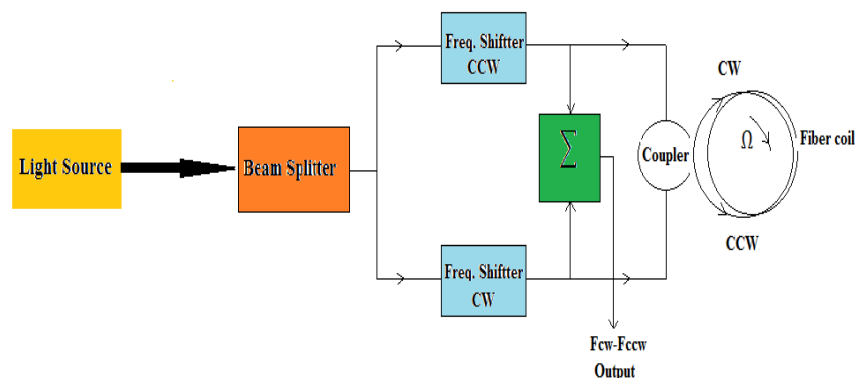 Light Source
Beam Splitter
Freq. Shiftter
CCW
Σ
Freq. Shiftter
CW
Fcw-Fccw
Output
Coupler
CW
Ω
Fiber coil
CCW